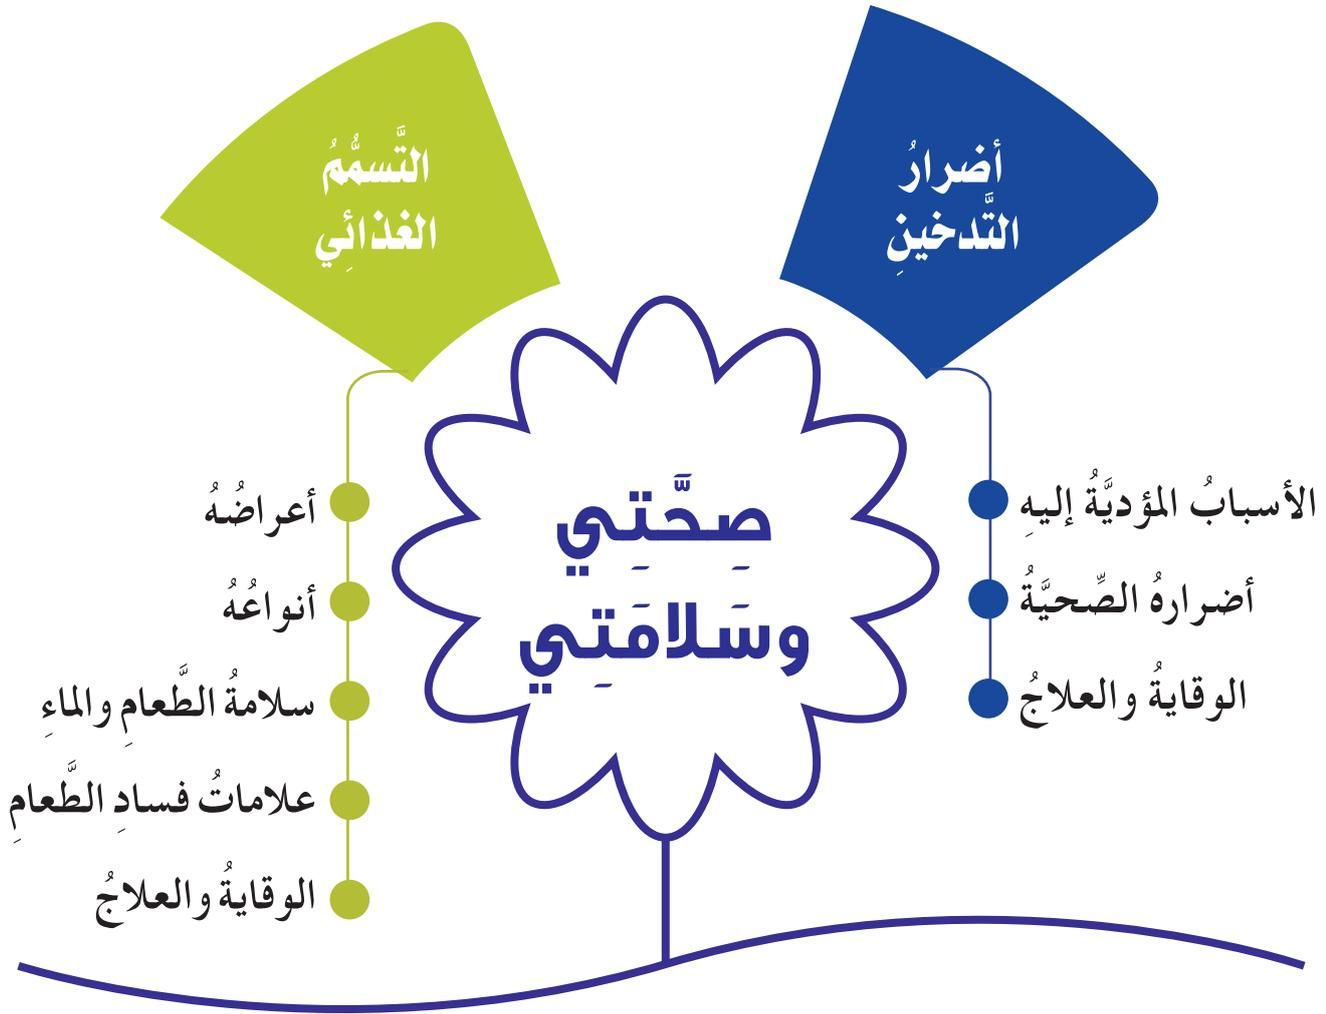 أضرارُ
التَّدخينِ
التَّسمُّمُ
الغذائِي
صِحَّتِي
وسَلامَتِي
الأسبابُ المؤديَّةُ إليهِ
أضرارهُ الصِّحيَّةُ
الوقايةُ والعلاجُ
أعراضُهُ
أنواعُهُ
سلامةُ الطَّعامِ والماءِ
علاماتُ فسادِ الطَّعامِ
الوقايةُ والعلاجُ